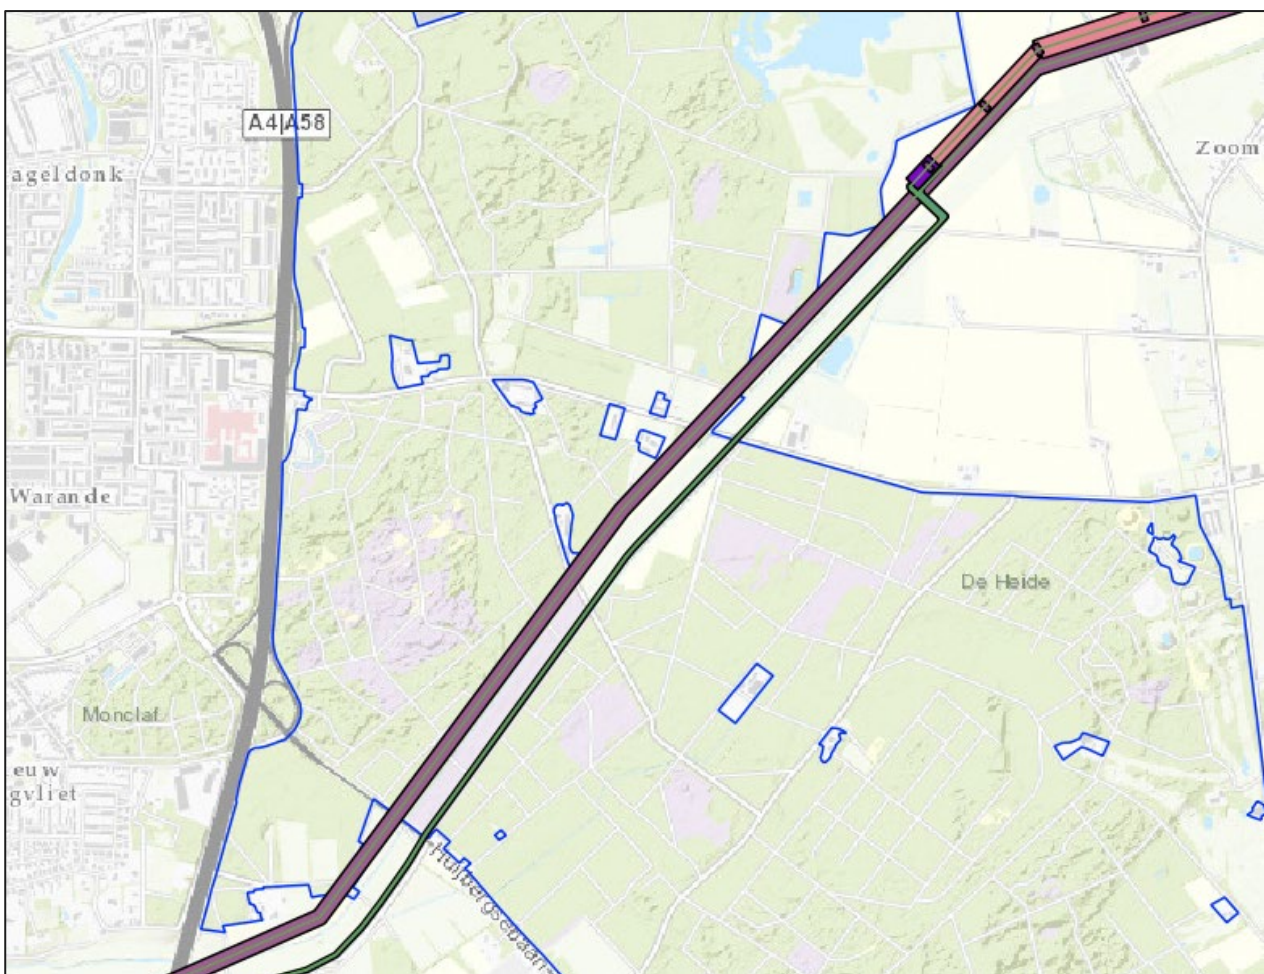 A4|A58
ageldonk
Zoom
Warande
De Heide
Monclaf
euw
gvliet
Huijbergsebaan